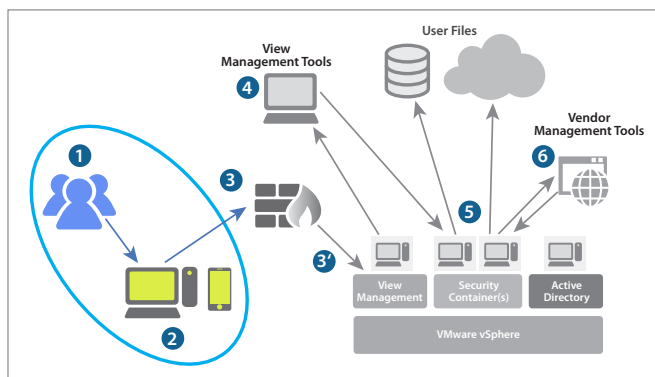 User Files
View
Management Tools
4
Vendor
Management Tools
1
3
6
5
3′
View
Management
Security
Container(s)
Active
Directory
2
VMware vSphere